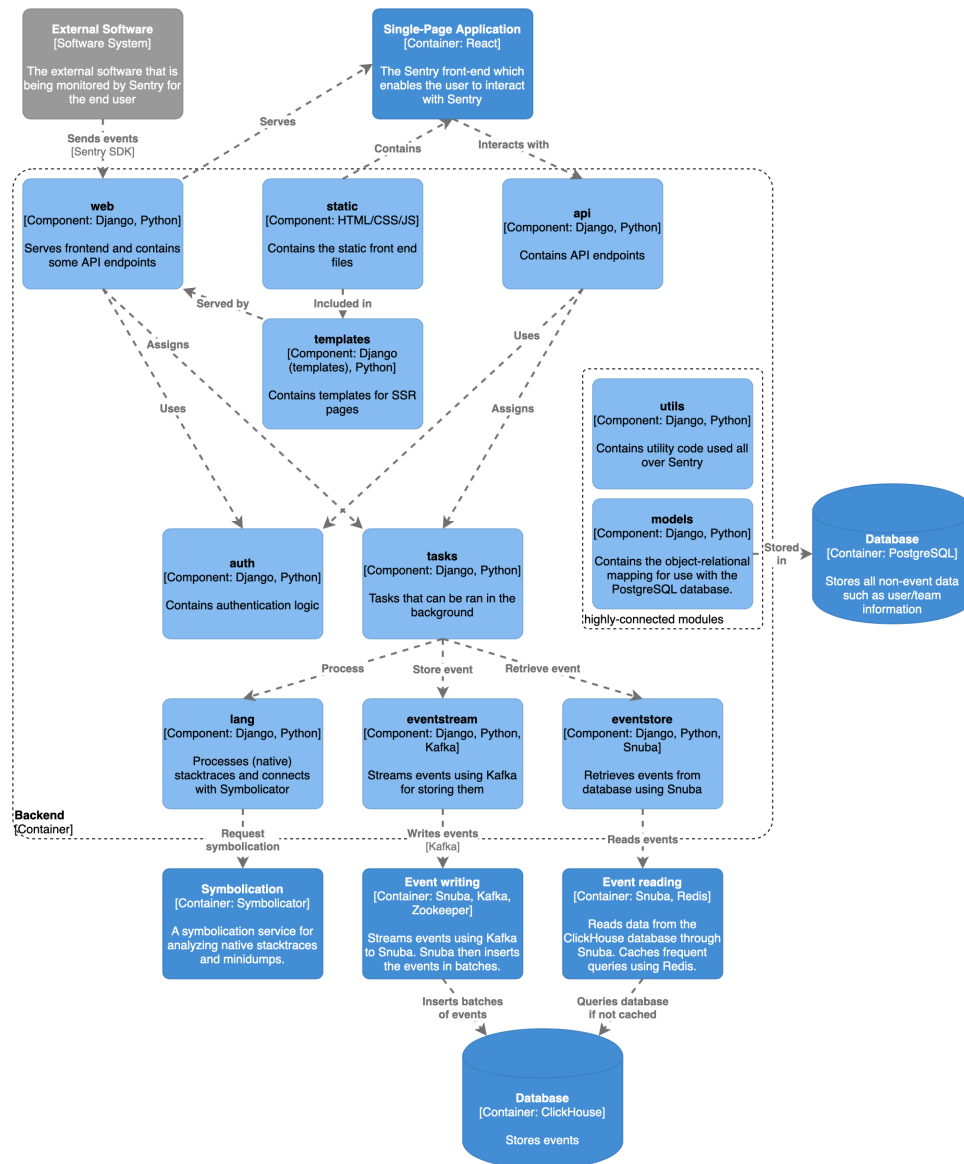 External Software
[Software System]
The external software that is
being monitored by Sentry for
the end user
Single-Page Application
[Container: React]
The Sentry front-end which
enables the user to interact
with Sentry
Serves
Sends events
[Sentry SDK]
Contains
Interacts with
web
[Component: Django, Python]
Serves frontend and contains
some API endpoints
static
[Component: HTML/CSS/JS]
Contains the static front end
files
api
[Component: Django, Python]
Contains API endpoints
Served by
Included in
templates
[Component: Django
(templates), Python]
Contains templates for SSR
pages
Assigns
Uses
Uses
Assigns
utils
[Component: Django, Python]
Contains utility code used all
over Sentry
models
[Component: Django, Python]
Contains the object-relational
mapping for use with the
PostgreSQL database.
highly-connected modules
Stored
in
Database
[Container: PostgreSQL]
Stores all non-event data
such as user/team
information
auth
[Component: Django, Python]
Contains authentication logic
tasks
[Component: Django, Python]
Tasks that can be ran in the
background
Process
Store event
Retrieve event
lang
[Component: Django, Python]
Processes (native)
stacktraces and connects
with Symbolicator
eventstream
[Component: Django, Python,
Kafka]
Streams events using Kafka
for storing them
eventstore
[Component: Django, Python,
Snuba]
Retrieves events from
database using Snuba
Backend
[Container]
Request
symbolication
Writes events
[Kafka]
Reads events
Symbolication
[Container: Symbolicator]
A symbolication service for
analyzing native stacktraces
and minidumps.
Event writing
[Container: Snuba, Kafka,
Zookeeper]
Streams events using Kafka
to Snuba. Snuba then inserts
the events in batches.
Event reading
[Container: Snuba, Redis]
Reads data from the
ClickHouse database through
Snuba. Caches frequent
queries using Redis.
Inserts batches
of events
Queries database
if not cached
Database
[Container: ClickHouse]
Stores events